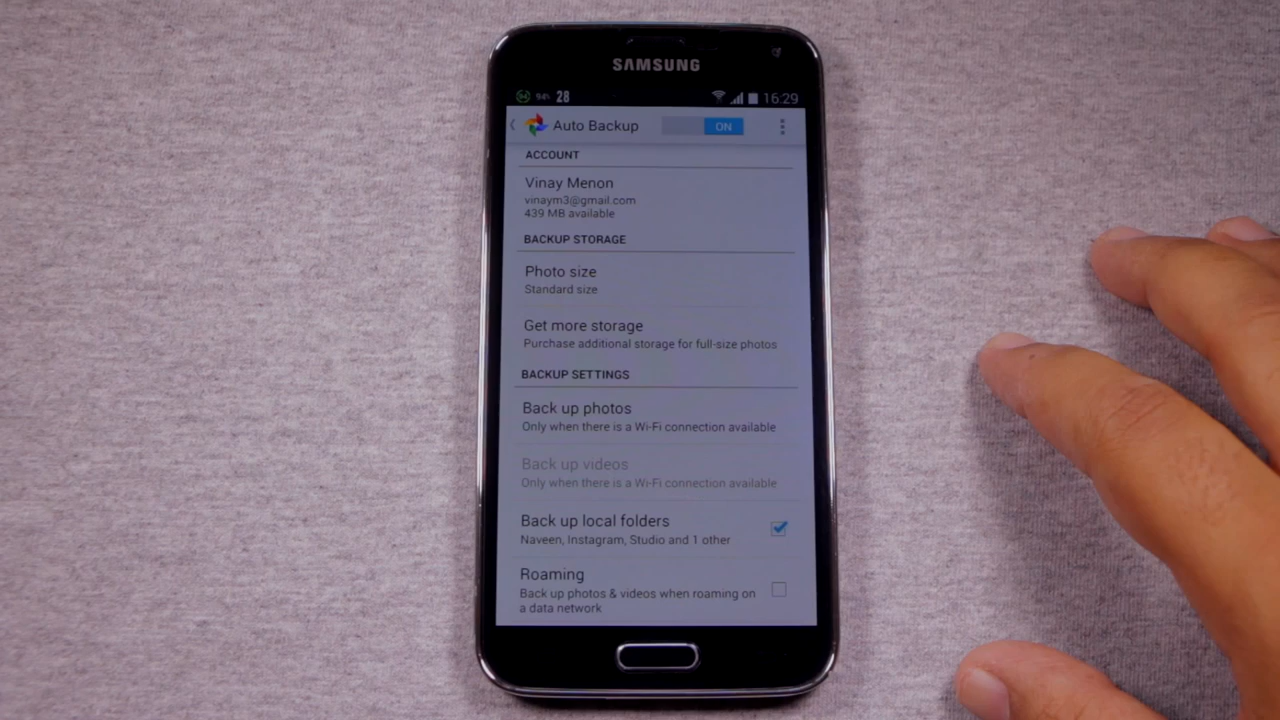 SAMSUNG
94 94% 28 16:29
Auto Backup ON
ACCOUNT
Vinay Menon
vinaym3@gmail.com
439 MB available
BACKUP STORAGE
Photo size
Standard size
Get more storage
Purchase additional storage for full-size photos
BACKUP SETTINGS
Back up photos
Only when there is a Wi-Fi connection available
Back up videos
Only when there is a Wi-Fi connection available
Back up local folders
Naveen, Instagram, Studio and 1 other
Roaming
Back up photos & videos when roaming on
a data network